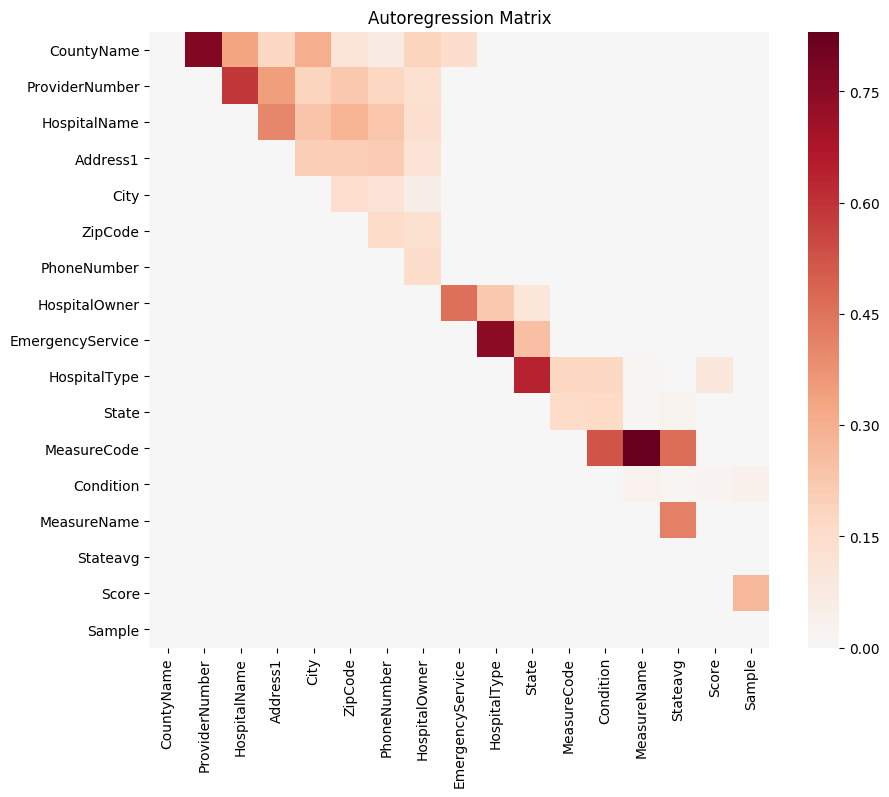 Autoregression Matrix
CountyName
ProviderNumber
HospitalName
Address1
City
ZipCode
PhoneNumber
HospitalOwner
EmergencyService
HospitalType
State
MeasureCode
Condition
MeasureName
Stateavg
Score
Sample
CountyName
ProviderNumber
HospitalName
Address1
City
ZipCode
PhoneNumber
HospitalOwner
EmergencyService
HospitalType
State
MeasureCode
Condition
MeasureName
Stateavg
Score
Sample
0.75
0.60
0.45
0.30
0.15
0.00